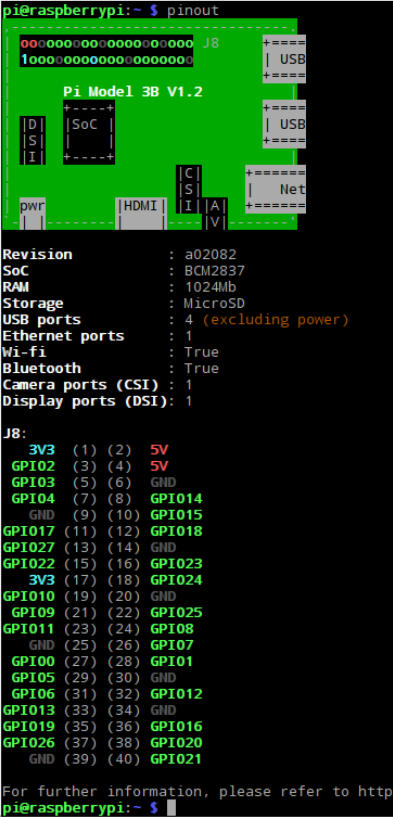 pi@raspberrypi:~ $ pinout
oooooooooooooooooooo J8
1ooooooooooooooooooo
USB
Pi Model 3B V1.2
|D| |SoC | USB
|S|
|I| |C|
|S| Net
pwr |HDMI| |I||A|
|V|
Revision : a02082
SoC : BCM2837
RAM : 1024Mb
Storage : MicroSD
USB ports : 4 (excluding power)
Ethernet ports : 1
Wi-fi : True
Bluetooth : True
Camera ports (CSI) : 1
Display ports (DSI): 1
J8:
3V3 (1) (2) 5V
GPIO2 (3) (4) 5V
GPIO3 (5) (6) GND
GPIO4 (7) (8) GPIO14
GND (9) (10) GPIO15
GPIO17 (11) (12) GPIO18
GPIO27 (13) (14) GND
GPIO22 (15) (16) GPIO23
3V3 (17) (18) GPIO24
GPIO10 (19) (20) GND
GPIO9 (21) (22) GPIO25
GPIO11 (23) (24) GPIO8
GND (25) (26) GPIO7
GPIO0 (27) (28) GPIO1
GPIO5 (29) (30) GND
GPIO6 (31) (32) GPIO12
GPIO13 (33) (34) GND
GPIO19 (35) (36) GPIO16
GPIO26 (37) (38) GPIO20
GND (39) (40) GPIO21
For further information, please refer to http
pi@raspberrypi:~ $